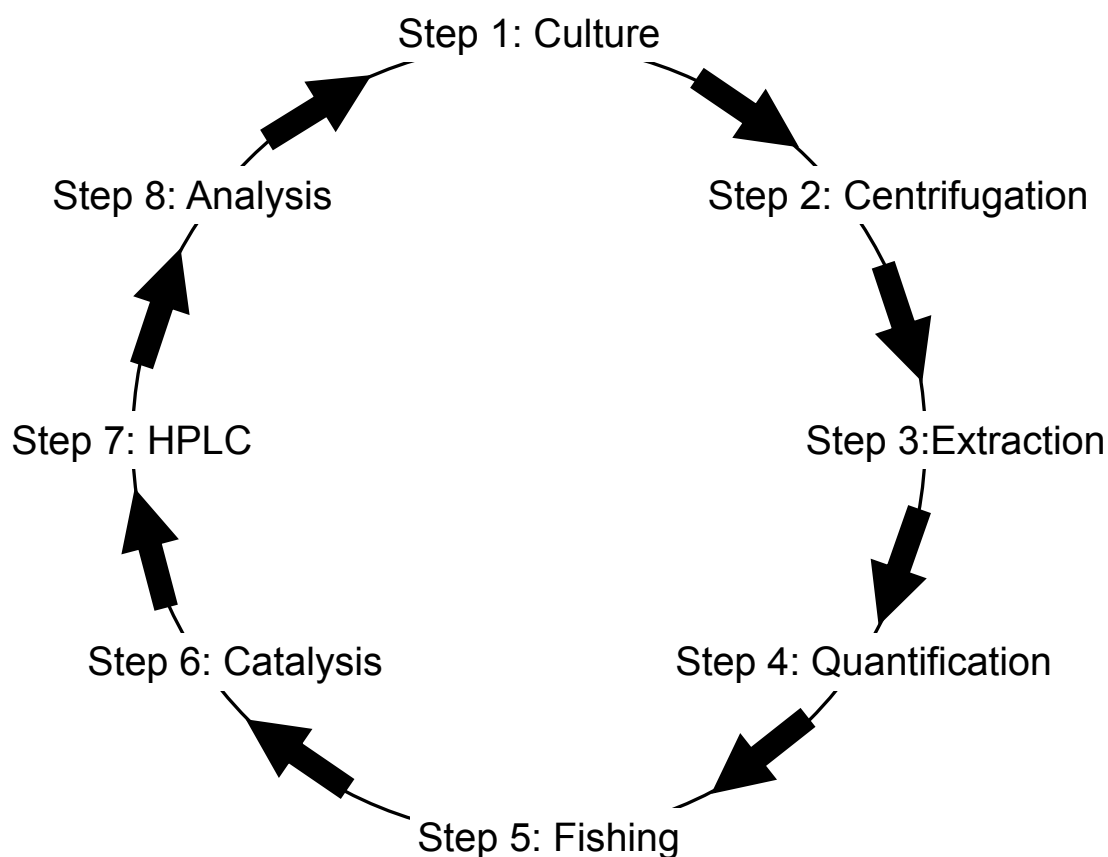 Step 1: Culture
Step 2: Centrifugation
Step 3:Extraction
Step 4: Quantification
Step 5: Fishing
Step 6: Catalysis
Step 7: HPLC
Step 8: Analysis